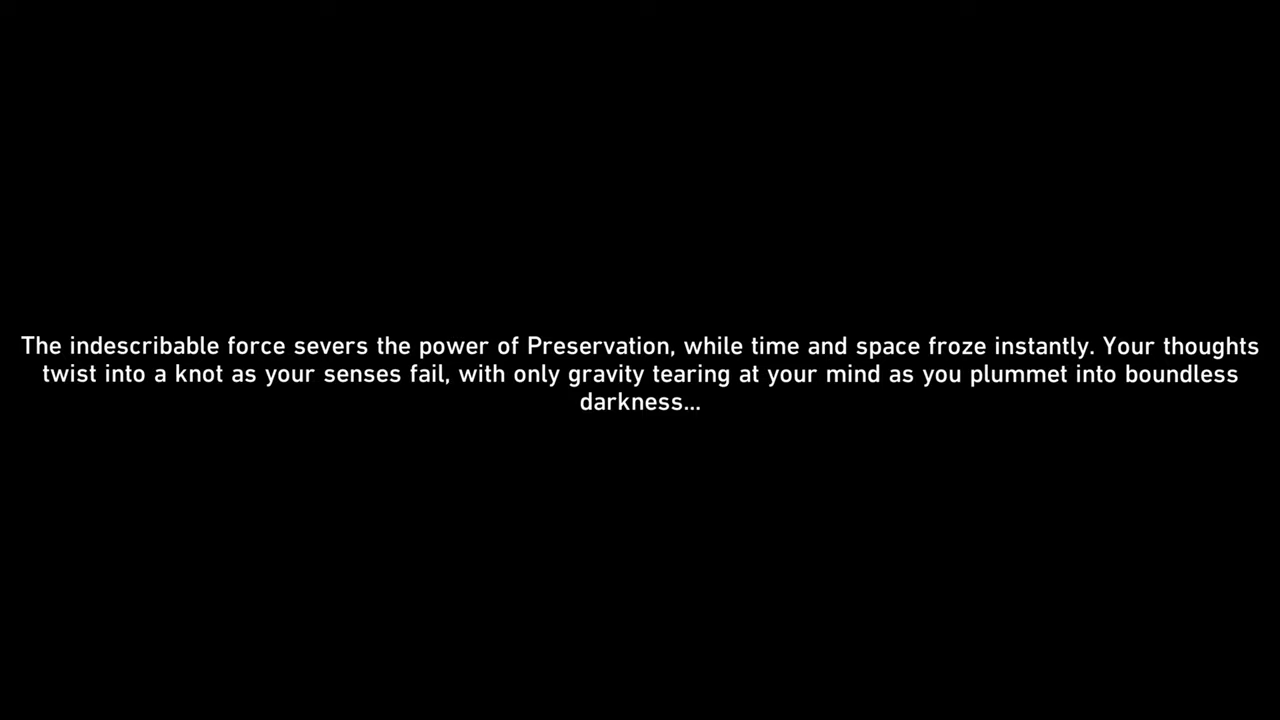 The indescribable force severs the power of Preservation, while time and space froze instantly. Your thoughts
twist into a knot as your senses fail, with only gravity tearing at your mind as you plummet into boundless
darkness...